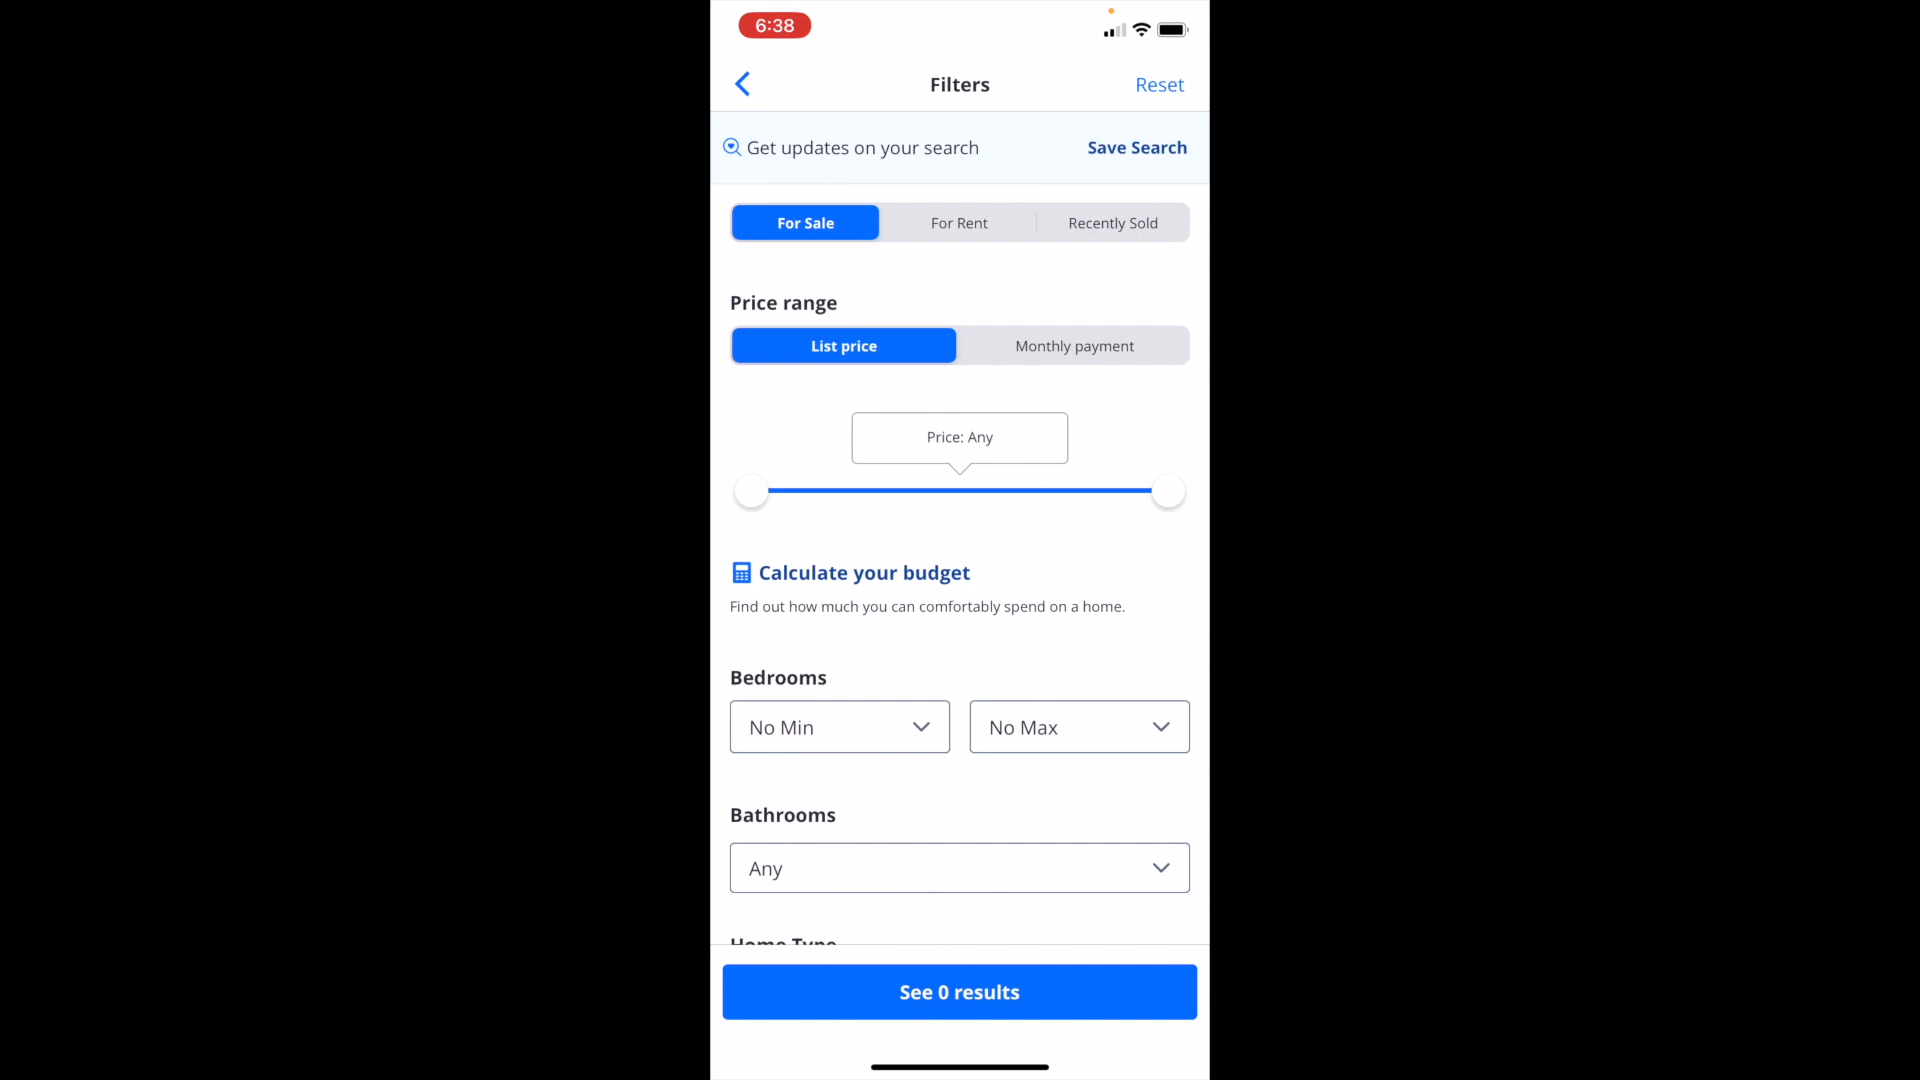 6:38
Filters
Reset
Get updates on your search
Save Search
For Sale
For Rent
Recently Sold
Price range
List price
Monthly payment
Price: Any
Calculate your budget
Find out how much you can comfortably spend on a home.
Bedrooms
No Min
No Max
Bathrooms
Any
Home Type
See 0 results